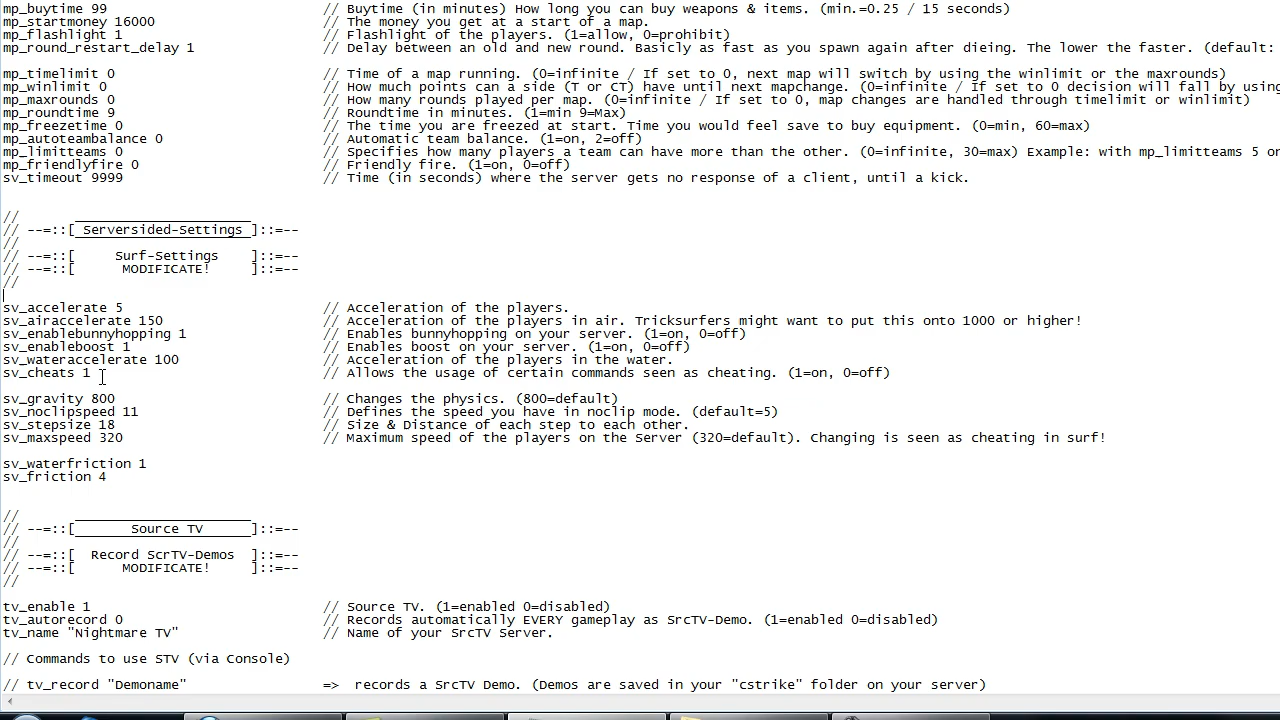 mp_buytime 99 // Buytime (in minutes) How long you can buy weapons & items. (min.=0.25 / 15 seconds)
mp_startmoney 16000 // The money you get at a start of a map.
mp_flashlight 1 // Flashlight of the players. (1=allow, 0=prohibit)
mp_round_restart_delay 1 // Delay between an old and new round. Basicly as fast as you spawn again after dieing. The lower the faster. (default:
mp_timelimit 0 // Time of a map running. (0=infinite / If set to 0, next map will switch by using the winlimit or the maxrounds)
mp_winlimit 0 // How much points can a side (T or CT) have until next mapchange. (0=infinite / If set to 0 decision will fall by using
mp_maxrounds 0 // How many rounds played per map. (0=infinite / If set to 0, map changes are handled through timelimit or winlimit)
mp_roundtime 9 // Roundtime in minutes. (1=min 9=Max)
mp_freezetime 0 // The time you are freezed at start. Time you would feel save to buy equipment. (0=min, 60=max)
mp_autoteambalance 0 // Automatic team balance. (1=on, 2=off)
mp_limitteams 0 // Specifies how many players a team can have more than the other. (0=infinite, 30=max) Example: with mp_limitteams 5 on
mp_friendlyfire 0 // Friendly fire. (1=on, 0=off)
sv_timeout 9999 // Time (in seconds) where the server gets no response of a client, until a kick.
// ______________________
// --=::[ Serversided-Settings ]::=--
//
// --=::[ Surf-Settings ]::=--
// --=::[ MODIFICATE! ]::=--
//
sv_accelerate 5 // Acceleration of the players.
sv_airaccelerate 150 // Acceleration of the players in air. Tricksurfers might want to put this onto 1000 or higher!
sv_enablebunnyhopping 1 // Enables bunnyhopping on your server. (1=on, 0=off)
sv_enableboost 1 // Enables boost on your server. (1=on, 0=off)
sv_wateraccelerate 100 // Acceleration of the players in the water.
sv_cheats 1 // Allows the usage of certain commands seen as cheating. (1=on, 0=off)
sv_gravity 800 // Changes the physics. (800=default)
sv_noclipspeed 11 // Defines the speed you have in noclip mode. (default=5)
sv_stepsize 18 // Size & Distance of each step to each other.
sv_maxspeed 320 // Maximum speed of the players on the Server (320=default). Changing is seen as cheating in surf!
sv_waterfriction 1
sv_friction 4
// ______________________
// --=::[ Source TV ]::=--
//
// --=::[ Record ScrTV-Demos ]::=--
// --=::[ MODIFICATE! ]::=--
//
tv_enable 1 // Source TV. (1=enabled 0=disabled)
tv_autorecord 0 // Records automatically EVERY gameplay as SrcTV-Demo. (1=enabled 0=disabled)
tv_name "Nightmare TV" // Name of your SrcTV Server.
// Commands to use STV (via Console)
// tv_record "Demoname" => records a SrcTV Demo. (Demos are saved in your "cstrike" folder on your server)